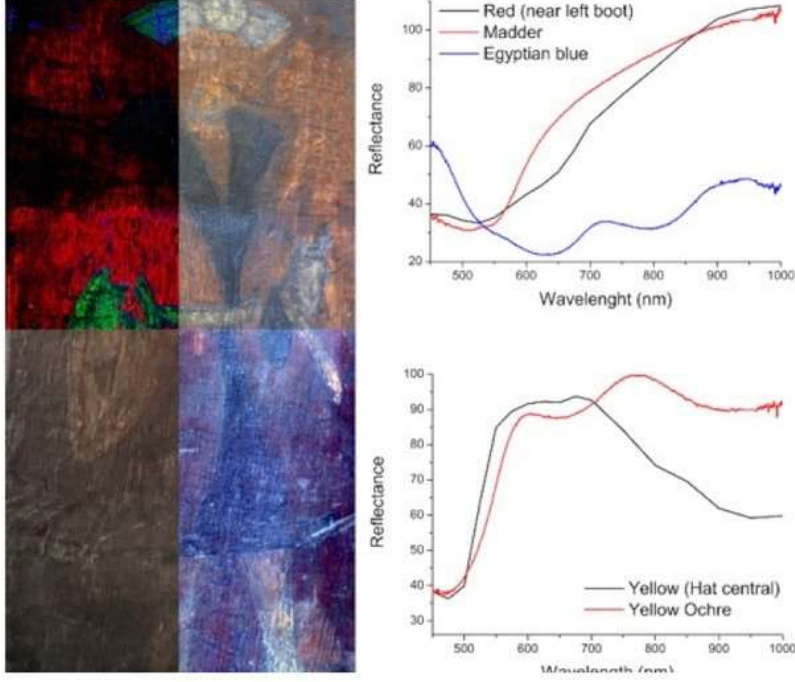 Red (near left boot)
Madder
Egyptian blue
100
80
60
40
20
Reflectance
500
600
700
800
900
1000
Wavelenght (nm)
100
90
80
70
60
50
40
30
Reflectance
Yellow (Hat central)
Yellow Ochre
500
600
700
800
900
1000
Wavelength (nm)